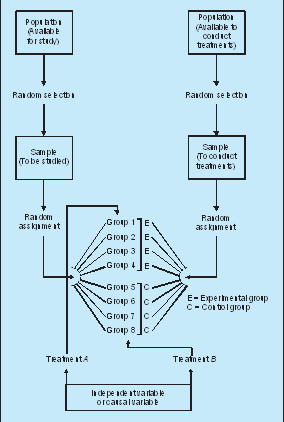 Population
(Available
for study)
Population
(Available to
conduct
treatments)
Random selection
Random selection
Sample
(To be studied)
Sample
(To conduct
treatments)
Random
assignment
Random
assignment
Group 1 E
Group 2 E
Group 3 E
Group 4 E
Group 5 C
Group 6 C
Group 7 C
Group 8 C
E = Experimental group
C = Control group
Treatment A
Treatment B
Independent variable
or causal variable